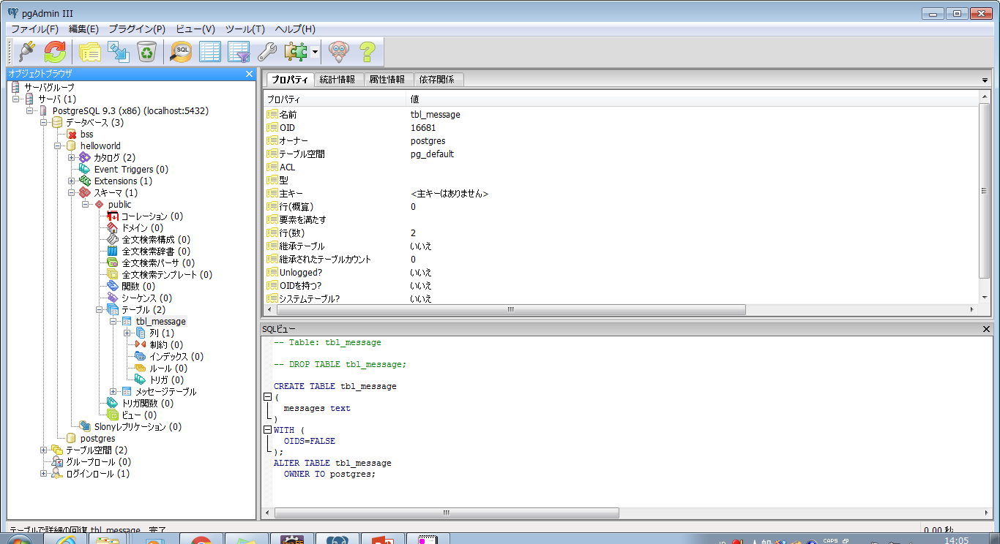 pgAdmin III
ファイル(F) 編集(E) プラグイン(P) ビュー(V) ツール(T) ヘルプ(H)
SQL
オブジェクトブラウザ
サーバグループ
サーバ (1)
PostgreSQL 9.3 (x86) (localhost:5432)
データベース (3)
bss
helloworld
カタログ (2)
Event Triggers (0)
Extensions (1)
スキーマ (1)
public
コーレーション (0)
ドメイン (0)
全文検索構成 (0)
全文検索辞書 (0)
全文検索パーサ (0)
全文検索テンプレート (0)
関数 (0)
シーケンス (0)
テーブル (2)
tbl_message
列 (1)
制約 (0)
インデックス (0)
ルール (0)
トリガ (0)
メッセージテーブル
トリガ関数 (0)
ビュー (0)
Slonyレプリケーション (0)
postgres
テーブル空間 (2)
グループロール (0)
ログインロール (1)
プロパティ 統計情報 属性情報 依存関係
プロパティ 値
名前 tbl_message
OID 16681
オーナー postgres
テーブル空間 pg_default
ACL
型
主キー <主キーはありません>
行(概算) 0
要素を満たす
行(数) 2
継承テーブル いいえ
継承されたテーブルカウント 0
Unlogged? いいえ
OIDを持つ? いいえ
システムテーブル? いいえ
SQLビュー
-- Table: tbl_message
-- DROP TABLE tbl_message;
CREATE TABLE tbl_message
(
messages text
)
WITH (
OIDS=FALSE
);
ALTER TABLE tbl_message
OWNER TO postgres;
テーブルで詳細の回復 tbl_message... 完了
0.00 秒
CAPS
14:05